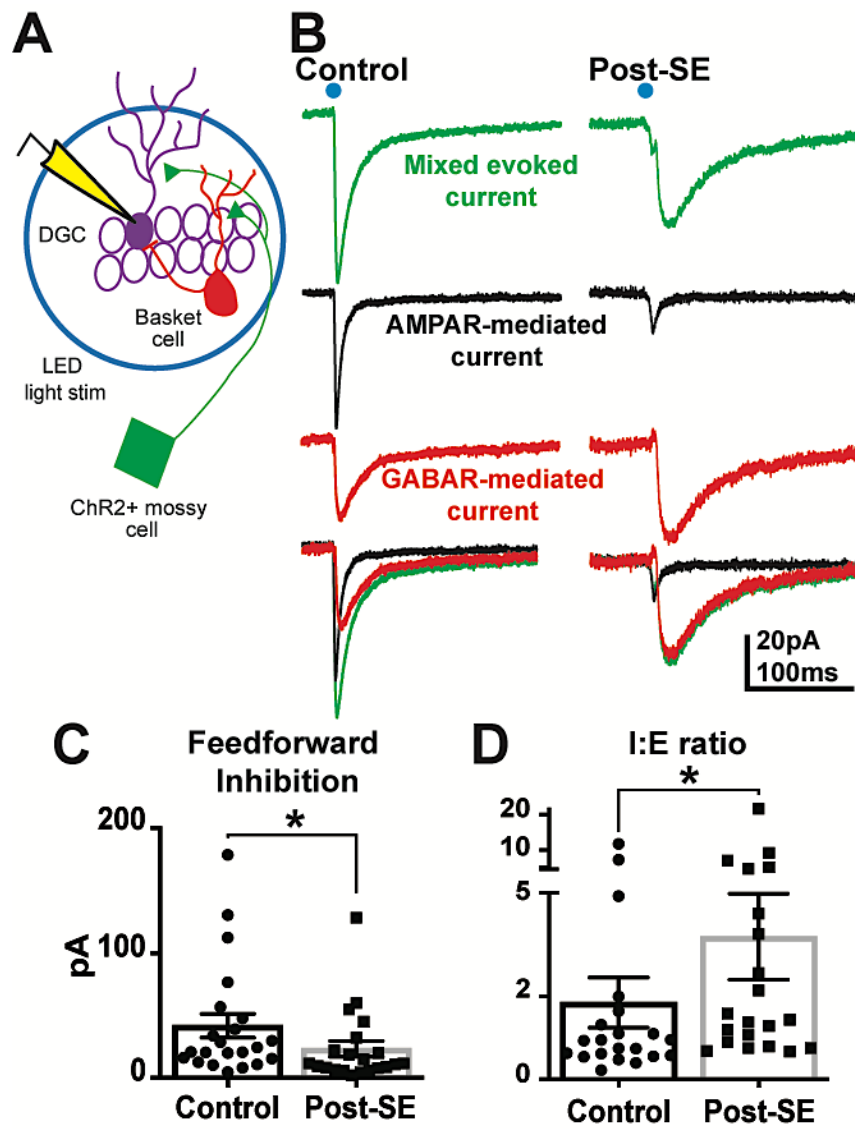 A
DGC
Basket
cell
LED
light stim
ChR2+ mossy
cell
B
Control
Post-SE
Mixed evoked
current
AMPAR-mediated
current
GABAR-mediated
current
20pA
100ms
C
Feedforward
Inhibition
*
200
100
0
pA
Control
Post-SE
D
I:E ratio
*
20
10
5
2
0
Control
Post-SE